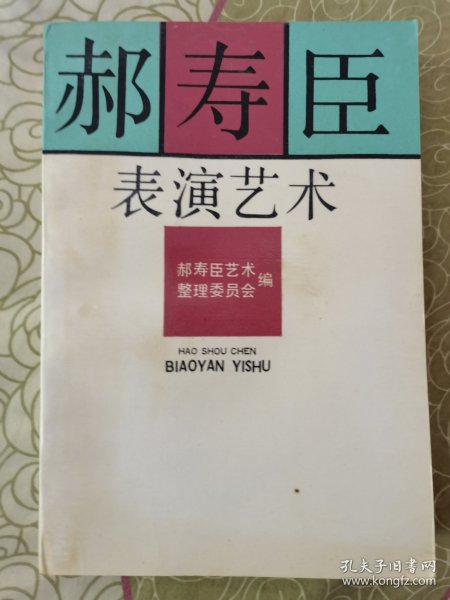 郝寿臣
表演艺术
郝寿臣艺术
整理委员会
编
HAO SHOU CHEN
BIAOYAN YISHU
孔夫子旧书网
www.kongfz.com